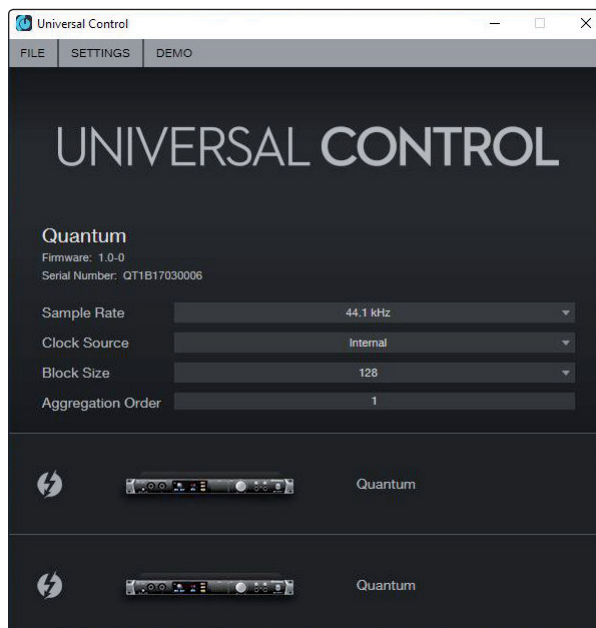 Universal Control
FILE SETTINGS DEMO
UNIVERSAL CONTROL
Quantum
Firmware: 1.0-0
Serial Number: QT1B17030006
Sample Rate 44.1 kHz
Clock Source Internal
Block Size 128
Aggregation Order 1
Quantum
Quantum